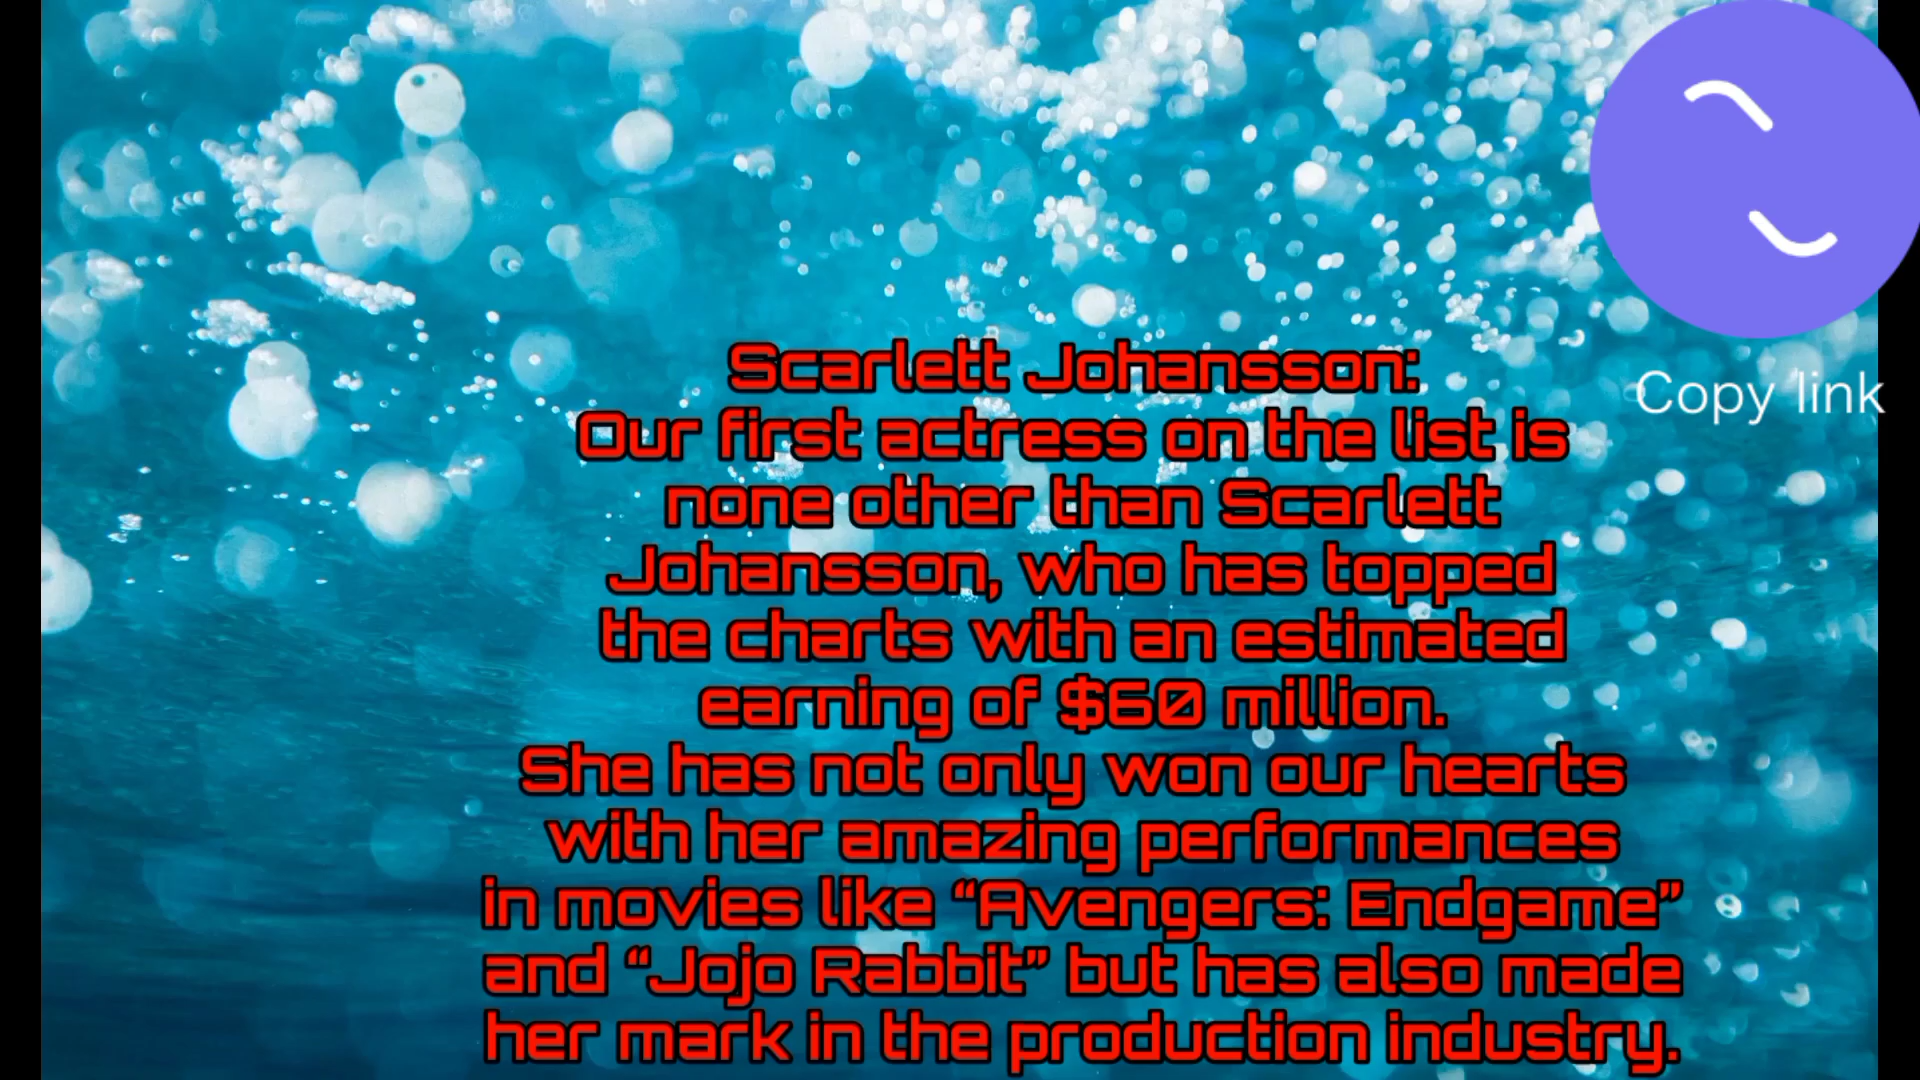 Scarlett Johansson:
Our first actress on the list is
none other than Scarlett
Johansson, who has topped
the charts with an estimated
earning of $60 million.
She has not only won our hearts
with her amazing performances
in movies like “Avengers: Endgame”
and “Jojo Rabbit” but has also made
her mark in the production industry.
Copy link